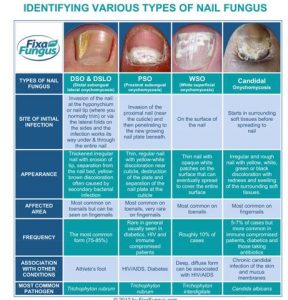 IDENTIFYING VARIOUS TYPES OF NAIL FUNGUS
Fixa
Fungus
TYPES OF NAIL
FUNGUS
DSO & DSLO
(Distal subungual
onychomycosis)
PSO
(Proximal subungual
onychomycosis)
WSO
(White superficial
onychomycosis)
Candidal
Onychomycosis
SITE OF INITIAL
INFECTION
Invasion of the nail
at the hyponychium
or nail tip (where you
normally trim) or via
the lateral folds on
the sides and the
infection works its
way under & through
the entire nail
Invasion of the
proximal nail (near
the cuticle) and then
penetrating to the
new growing nail
plate beneath.
On the surface of
the nail
Starts in surrounding
soft tissues before
spreading to
nail
APPEARANCE
Thickened irregular
nail with erosion of
tip, separation from
the nail bed, yellow-
brown discoloration
often caused by
secondary bacterial
infection
Thin, regular nail
with yellow-white
discoloration near
cuticle, destruction
of the plate and
separation of the
nail plate at the
cuticle
Thin nail with
opaque white
patches on the
surface that can
eventually spread
to cover the entire
surface
Irregular and rough
nail with yellow, white,
green or black
discoloration with
redness and swelling
of the surrounding soft
tissues.
AFFECTED
AREA
Most common on
toenails but can be
seen on fingernails
Most common on
toenails, but very
seen on fingernails
Most common on
toenails
Most common on
fingernails
FREQUENCY
The most common
form (75-85%)
Rare in general
usually seen in
diabetics, HIV and
immune
compromised
patients
Roughly 10% of
cases
5-7% of cases but
more common in
immune compromised
patients, diabetics and
those taking
antibiotics
ASSOCIATION
WITH OTHER
CONDITIONS
Athlete's foot
HIV/AIDS, Diabetes
Deep, diffuse form
can be associated
with HIV/AIDS
Chronic candidal
infection of the skin
and mucus
membranes
MOST COMMON
PATHOGEN
Trichophyton rubrum
Trichophyton
rubrum
Trichophyton
interdigitalis
Candida albicans